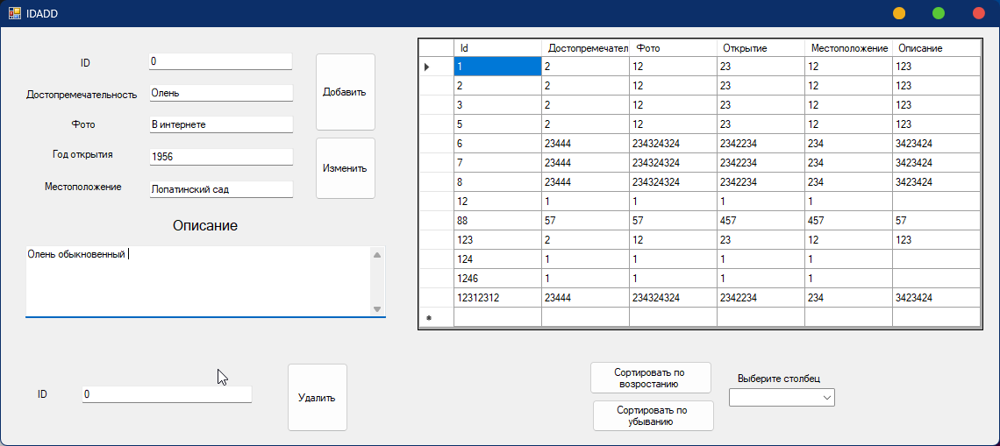 IDADD
ID 0
Достопремечательность Олень
Фото В интернете
Год открытия 1956
Местоположение Лопатинский сад
Добавить
Изменить
Описание
Олень обыкновенный
ID 0
Удалить
Id Достопремечател Фото Открытие Местоположение Описание
1 2 12 23 12 123
2 2 12 23 12 123
3 2 12 23 12 123
5 2 12 23 12 123
6 23444 234324324 2342234 234 3423424
7 23444 234324324 2342234 234 3423424
8 23444 234324324 2342234 234 3423424
12 1 1 1 1
88 57 57 457 457 57
123 2 12 23 12 123
124 1 1 1 1
1246 1 1 1 1
12312312 23444 234324324 2342234 234 3423424
Сортировать по
возростанию
Сортировать по
убыванию
Выберите столбец